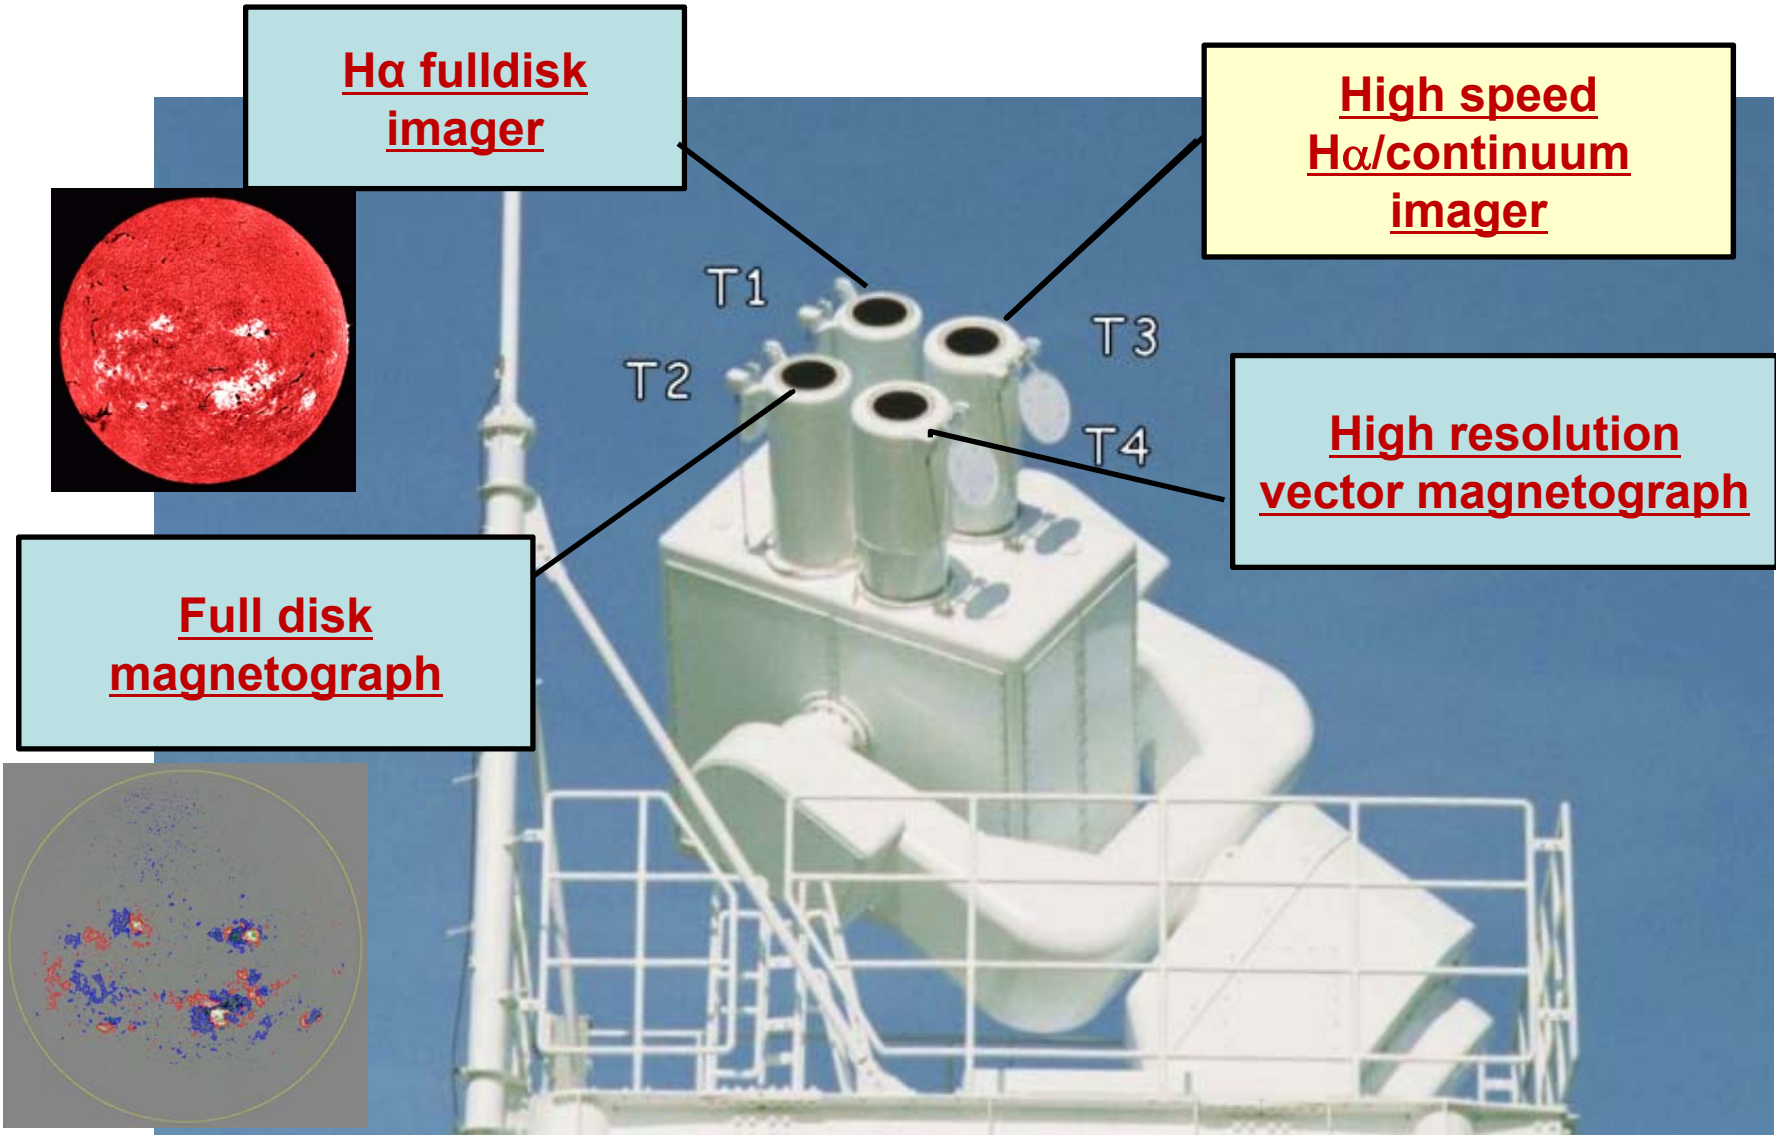 Hα fulldisk
imager
High speed
Hα/continuum
imager
T1
T3
T2
T4
High resolution
vector magnetograph
Full disk
magnetograph